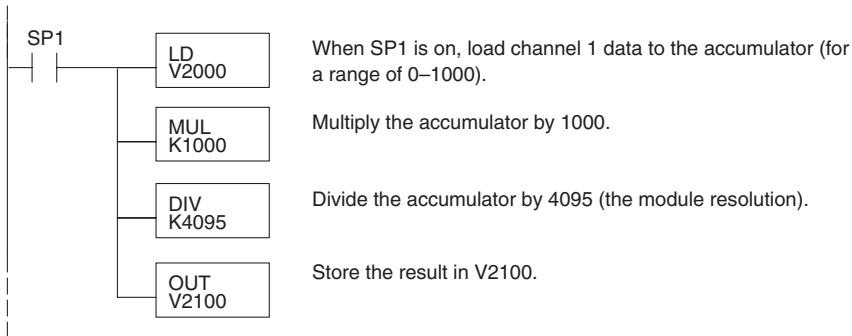 SP1
LD
V2000
When SP1 is on, load channel 1 data to the accumulator (for
a range of 0–1000).
MUL
K1000
Multiply the accumulator by 1000.
DIV
K4095
Divide the accumulator by 4095 (the module resolution).
OUT
V2100
Store the result in V2100.